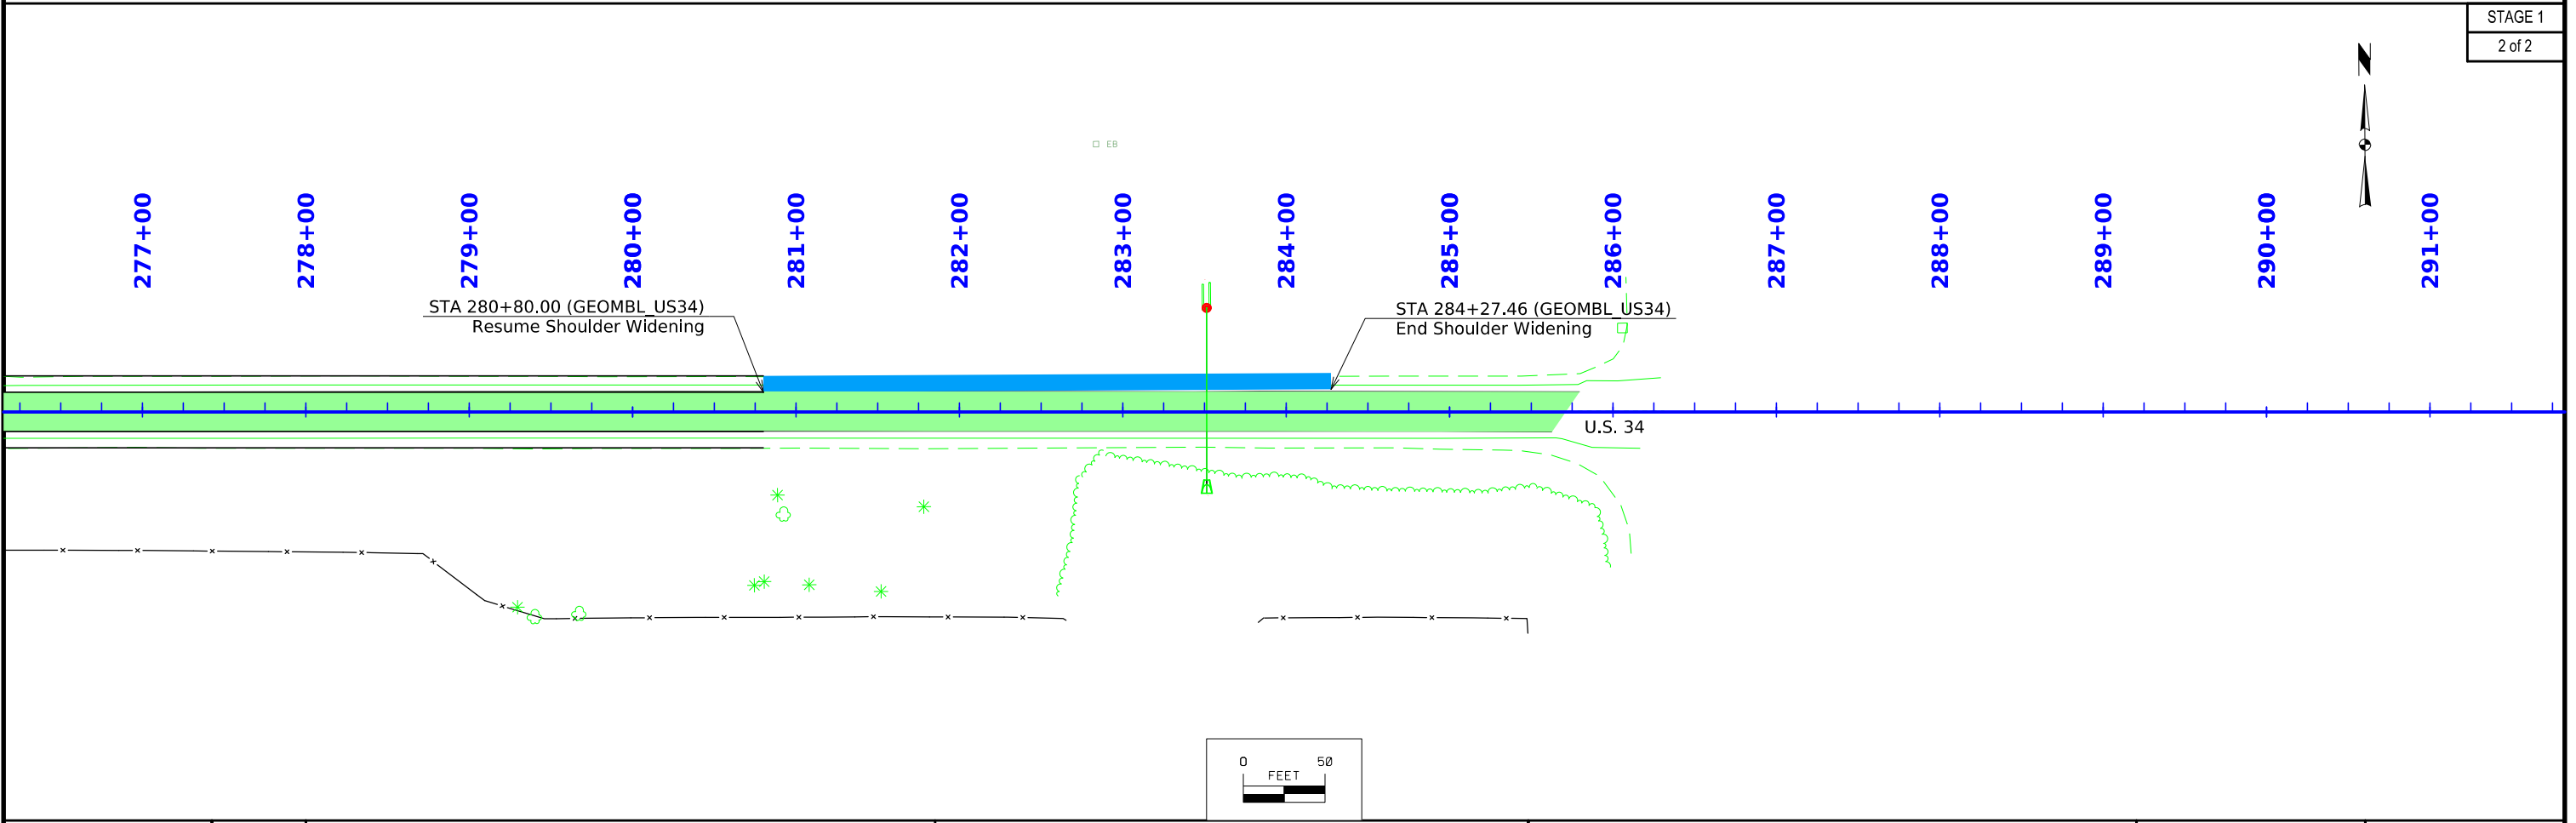 STAGE 1
2 of 2
N
E8
277+00
278+00
279+00
280+00
281+00
282+00
283+00
284+00
285+00
286+00
287+00
288+00
289+00
290+00
291+00
STA 280+80.00 (GEOMBL_US34)
Resume Shoulder Widening
STA 284+27.46 (GEOMBL_US34)
End Shoulder Widening
U.S. 34
0 50
FEET